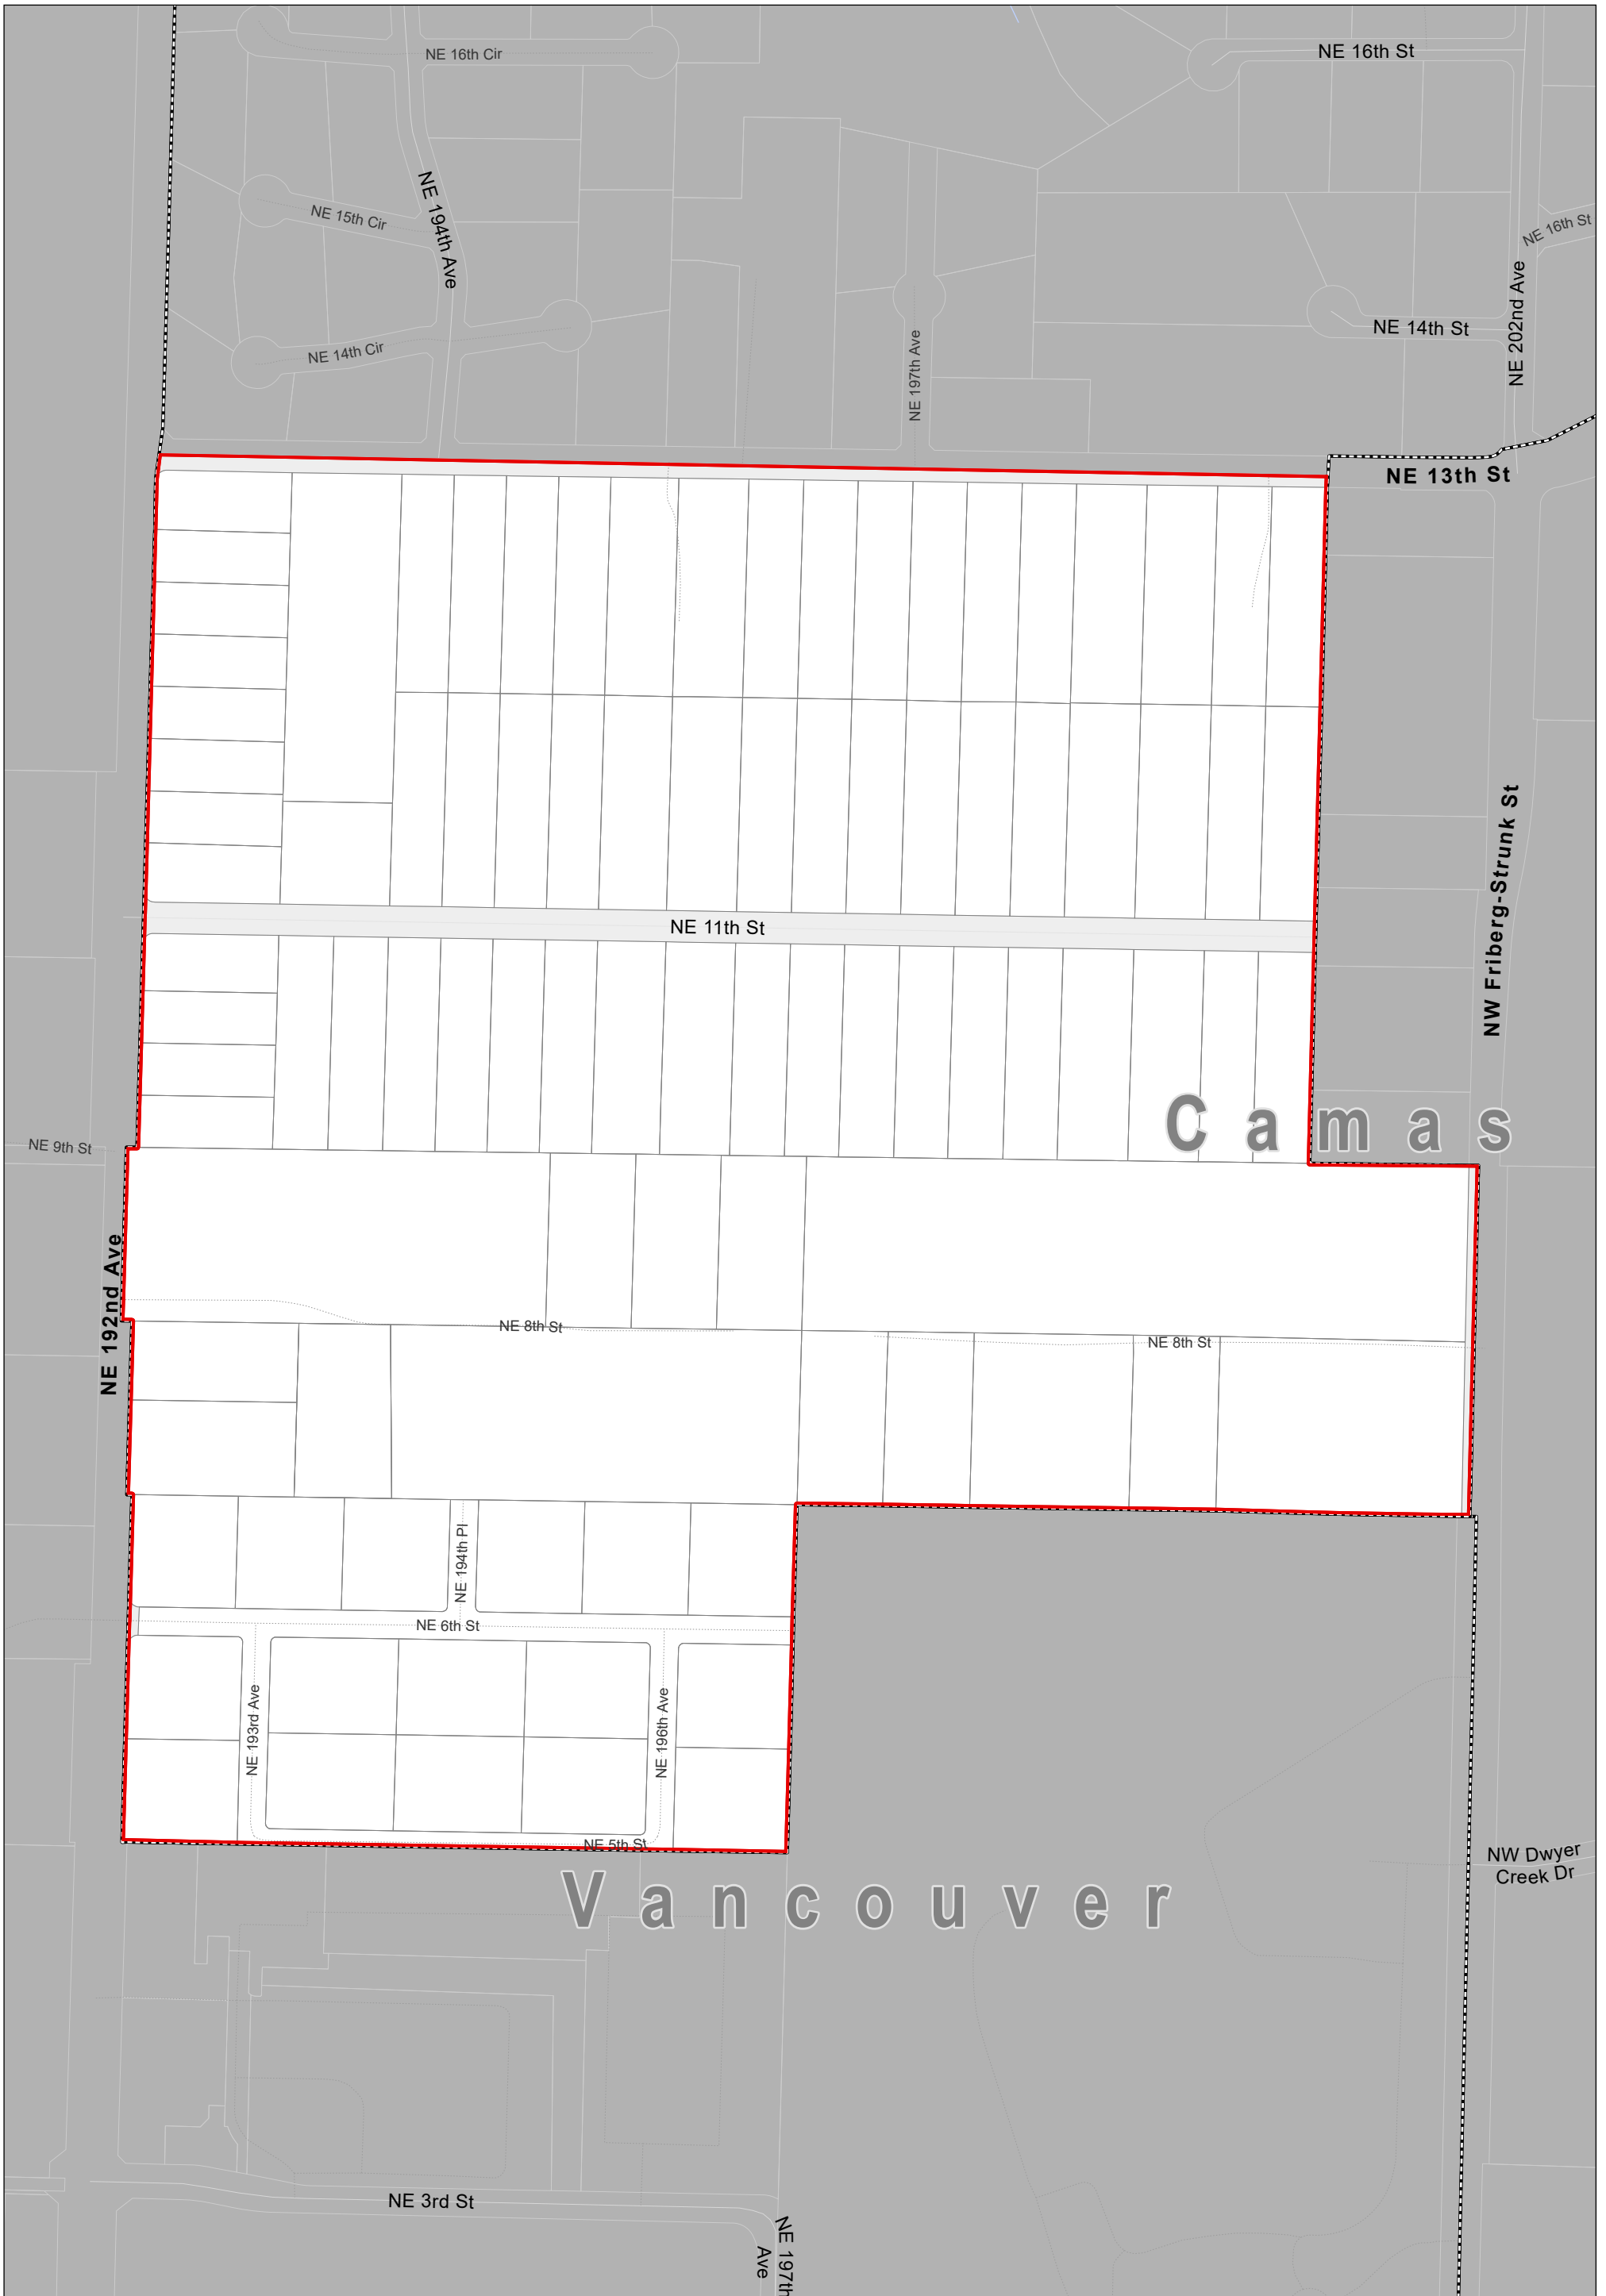 NE 16th Cir
NE 16th St
NE 194th Ave
NE 15th Cir
NE 16th St
NE 202nd Ave
NE 14th St
NE 14th Cir
NE 197th Ave
NE 13th St
NW Friberg-Strunk St
NE 11th St
Camas
NE 9th St
NE 192nd Ave
NE 8th St
NE 8th St
NE 194th Pl
NE 6th St
NE 193rd Ave
NE 196th Ave
NE 5th St
NW Dwyer
Creek Dr
Vancouver
NE 3rd St
NE 197th
Ave